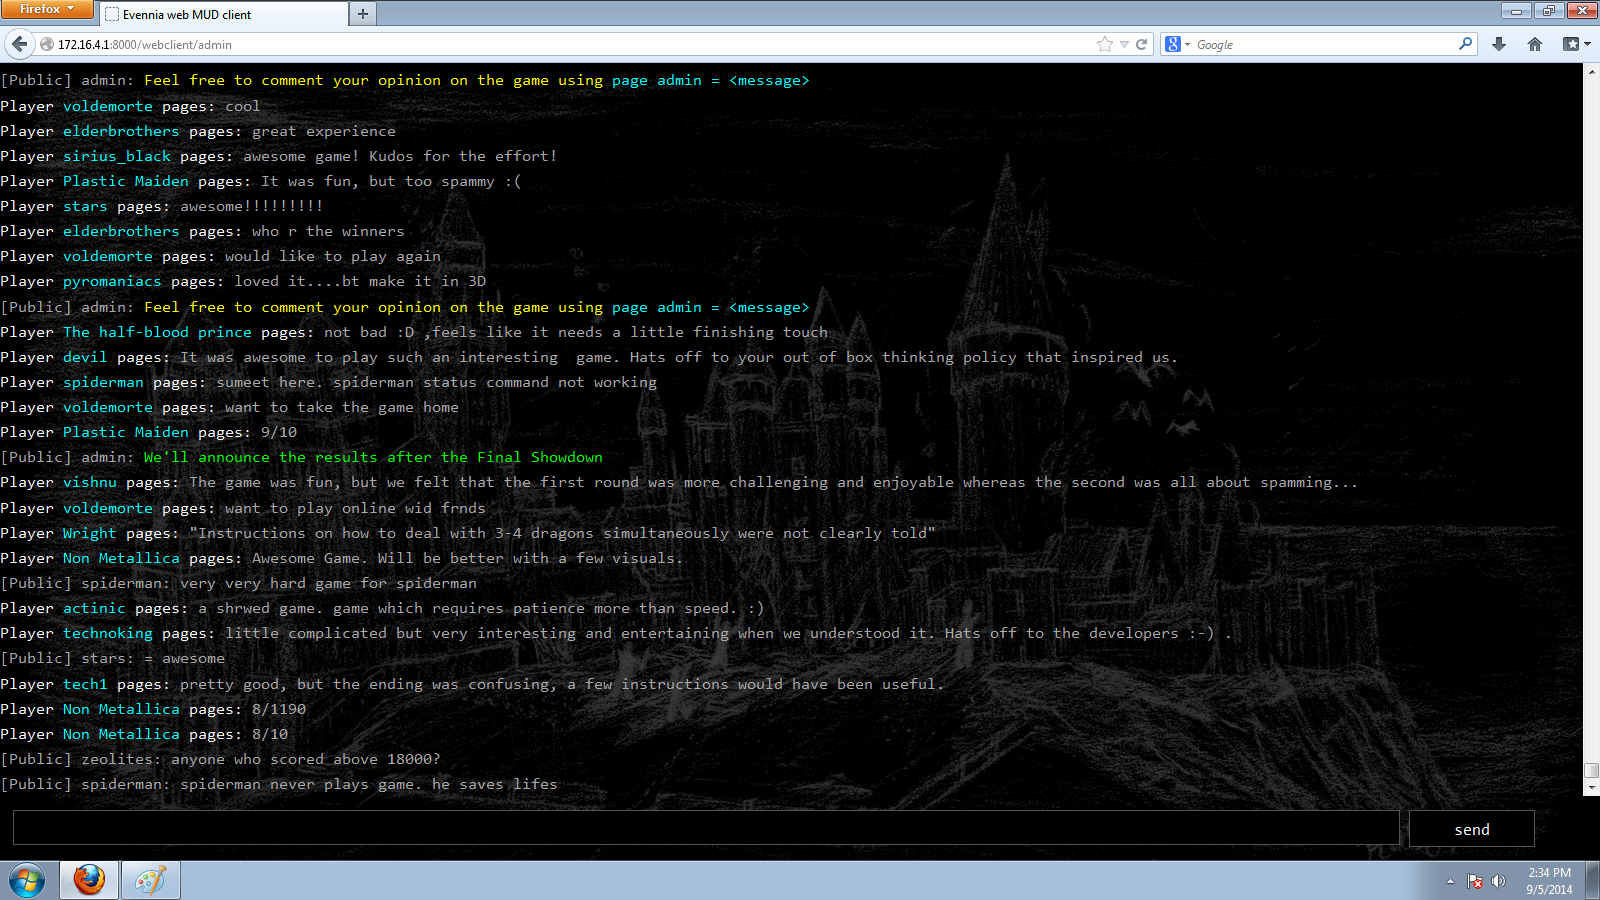 Firefox
Evennia web MUD client
172.16.4.1:8000/webclient/admin
Google
[Public] admin: Feel free to comment your opinion on the game using page admin = <message>
Player voldemorte pages: cool
Player elderbrothers pages: great experience
Player sirius_black pages: awesome game! Kudos for the effort!
Player Plastic Maiden pages: It was fun, but too spammy :(
Player stars pages: awesome!!!!!!!!!
Player elderbrothers pages: who r the winners
Player voldemorte pages: would like to play again
Player pyromaniacs pages: loved it....bt make it in 3D
[Public] admin: Feel free to comment your opinion on the game using page admin = <message>
Player The half-blood prince pages: not bad :D ,feels like it needs a little finishing touch
Player devil pages: It was awesome to play such an interesting  game. Hats off to your out of box thinking policy that inspired us.
Player spiderman pages: sumeet here. spiderman status command not working
Player voldemorte pages: want to take the game home
Player Plastic Maiden pages: 9/10
[Public] admin: We'll announce the results after the Final Showdown
Player vishnu pages: The game was fun, but we felt that the first round was more challenging and enjoyable whereas the second was all about spamming...
Player voldemorte pages: want to play online wid frnds
Player Wright pages: "Instructions on how to deal with 3-4 dragons simultaneously were not clearly told"
Player Non Metallica pages: Awesome Game. Will be better with a few visuals.
[Public] spiderman: very very hard game for spiderman
Player actinic pages: a shrwed game. game which requires patience more than speed. :)
Player technoking pages: little complicated but very interesting and entertaining when we understood it. Hats off to the developers :-) .
[Public] stars: = awesome
Player tech1 pages: pretty good, but the ending was confusing, a few instructions would have been useful.
Player Non Metallica pages: 8/1190
Player Non Metallica pages: 8/10
[Public] zeolites: anyone who scored above 18000?
[Public] spiderman: spiderman never plays game. he saves lifes
send
2:34 PM
9/5/2014